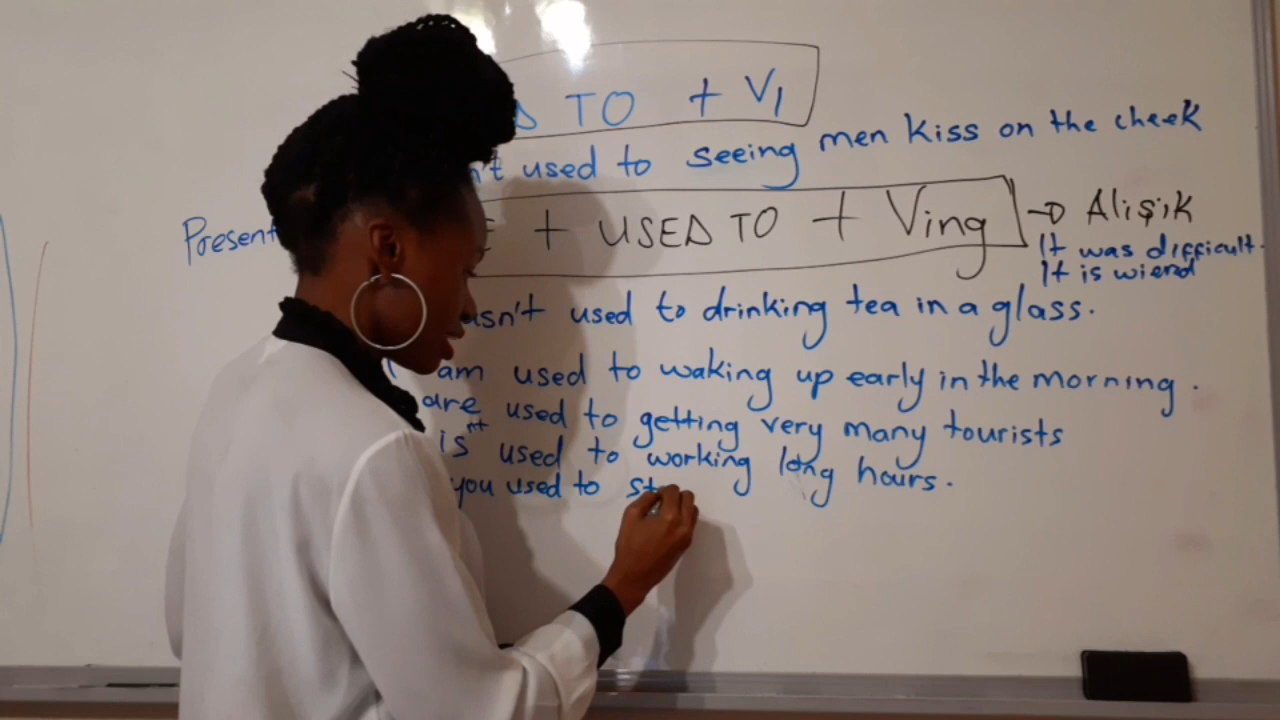 TO + V1
n't used to seeing men kiss on the cheek
Present + USED TO + Ving → Alişik
It was difficult.
It is wierd
asn't used to drinking tea in a glass.
I am used to waking up early in the morning.
are used to getting very many tourists
isn't used to working long hours.
you used to st